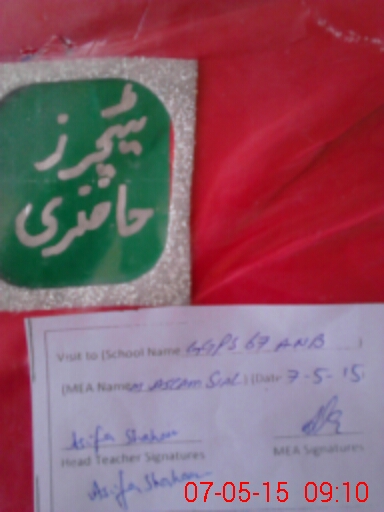 ٹیچرز
حاضری
Visit to (School Name GGPS 67 ANB )
(MEA Name M ASLAM SIAL ) (Date 7-5-15
Asifa Shaheen
Head Teacher Signatures
MEA Signatures
Asifa Shaheen
07-05-15 09:10